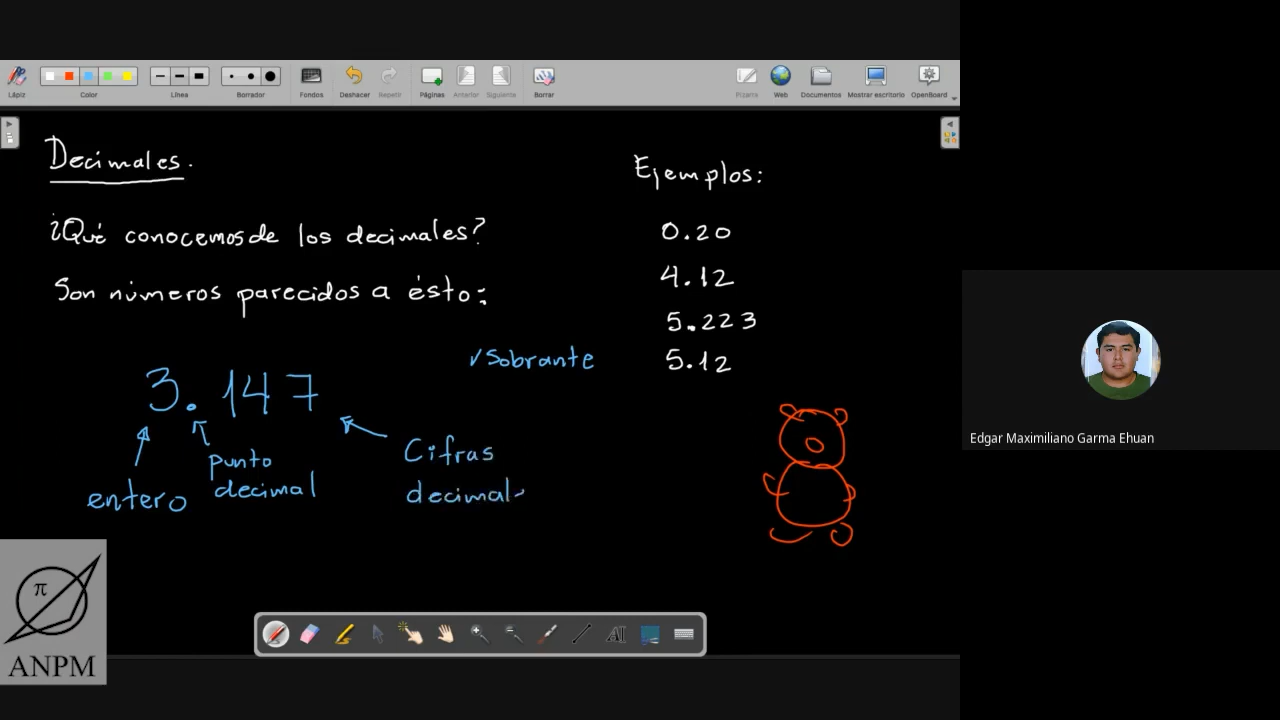 Lápiz
Color
Línea
Borrador
Fondos
Deshacer
Repetir
Páginas
Anterior
Siguiente
Borrar
Pizarra
Web
Documentos
Mostrar escritorio
OpenBoard
Decimales.
¿Qué conocemos de los decimales?
Son números parecidos a ésto:
3.147
entero
punto
decimal
✓Sobrante
Cifras
decimal
Ejemplos:
0.20
4.12
5.223
5.12
π
ANPM
AI
Edgar Maximiliano Garma Ehuan